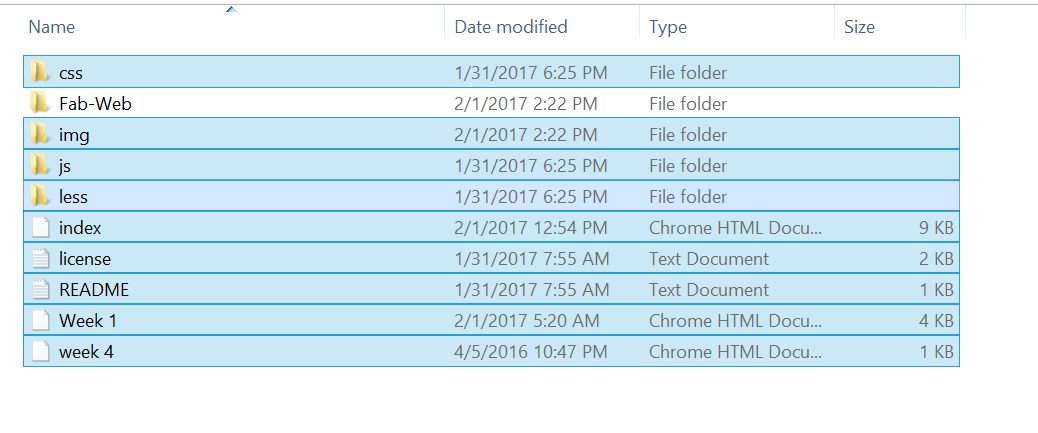 Name Date modified Type Size
css 1/31/2017 6:25 PM File folder
Fab-Web 2/1/2017 2:22 PM File folder
img 2/1/2017 2:22 PM File folder
js 1/31/2017 6:25 PM File folder
less 1/31/2017 6:25 PM File folder
index 2/1/2017 12:54 PM Chrome HTML Docu... 9 KB
license 1/31/2017 7:55 AM Text Document 2 KB
README 1/31/2017 7:55 AM Text Document 1 KB
Week 1 2/1/2017 5:20 AM Chrome HTML Docu... 4 KB
week 4 4/5/2016 10:47 PM Chrome HTML Docu... 1 KB